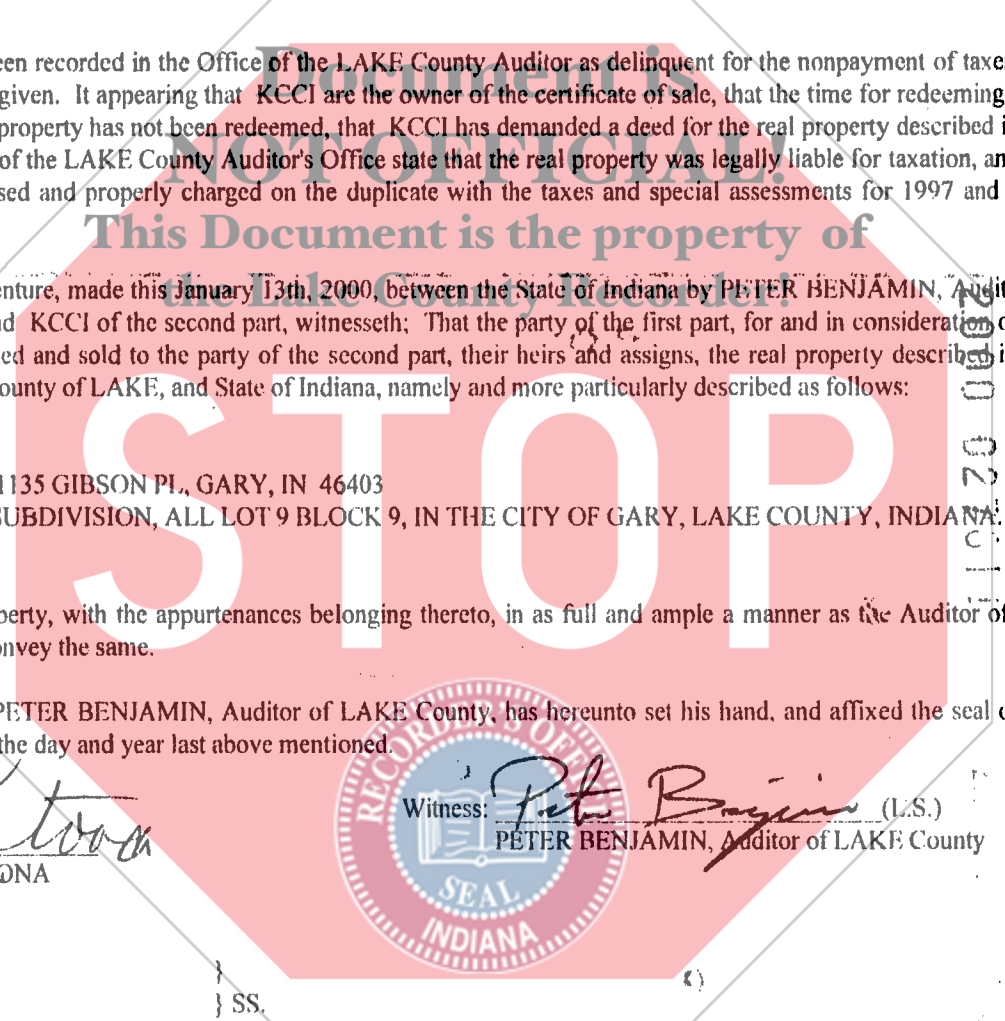 een recorded in the Office of the LAKE County Auditor as delinquent for the nonpayment of taxe
given. It appearing that KCCI are the owner of the certificate of sale, that the time for redeeming
property has not been redeemed, that KCCI has demanded a deed for the real property described i
of the LAKE County Auditor's Office state that the real property was legally liable for taxation, an
sed and properly charged on the duplicate with the taxes and special assessments for 1997 and
Document is
NOT OFFICIAL!
This Document is the property of
the Lake County Recorder!
enture, made this January 13th, 2000, between the State of Indiana by PETER BENJAMIN, Audit
d KCCI of the second part, witnesseth; That the party of the first part, for and in consideration o
ed and sold to the party of the second part, their heirs and assigns, the real property described i
ounty of LAKE, and State of Indiana, namely and more particularly described as follows:
STOP
1135 GIBSON PL, GARY, IN 46403
SUBDIVISION, ALL LOT 9 BLOCK 9, IN THE CITY OF GARY, LAKE COUNTY, INDIANA.
perty, with the appurtenances belonging thereto, in as full and ample a manner as the Auditor of
onvey the same.
PETER BENJAMIN, Auditor of LAKE County, has hereunto set his hand, and affixed the seal o
the day and year last above mentioned.
Witness: Peter Benjamin (L.S.)
PETER BENJAMIN, Auditor of LAKE County
ONA
RECORDER'S OFFICE
SEAL
INDIANA
}
} SS.